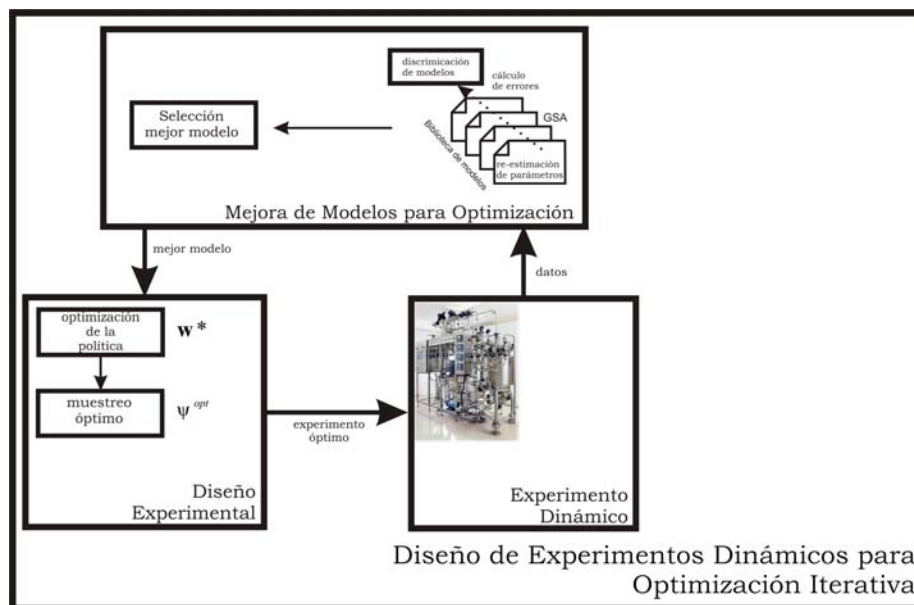 discrimicación
de modelos
cálculo
de errores
GSA
Biblioteca de modelos
re-estimación
de parámetros
Selección
mejor modelo
Mejora de Modelos para Optimización
mejor modelo
datos
optimización
de la
política
w*
muestreo
óptimo
ψ opt
Diseño
Experimental
experimento
óptimo
Experimento
Dinámico
Diseño de Experimentos Dinámicos para
Optimización Iterativa